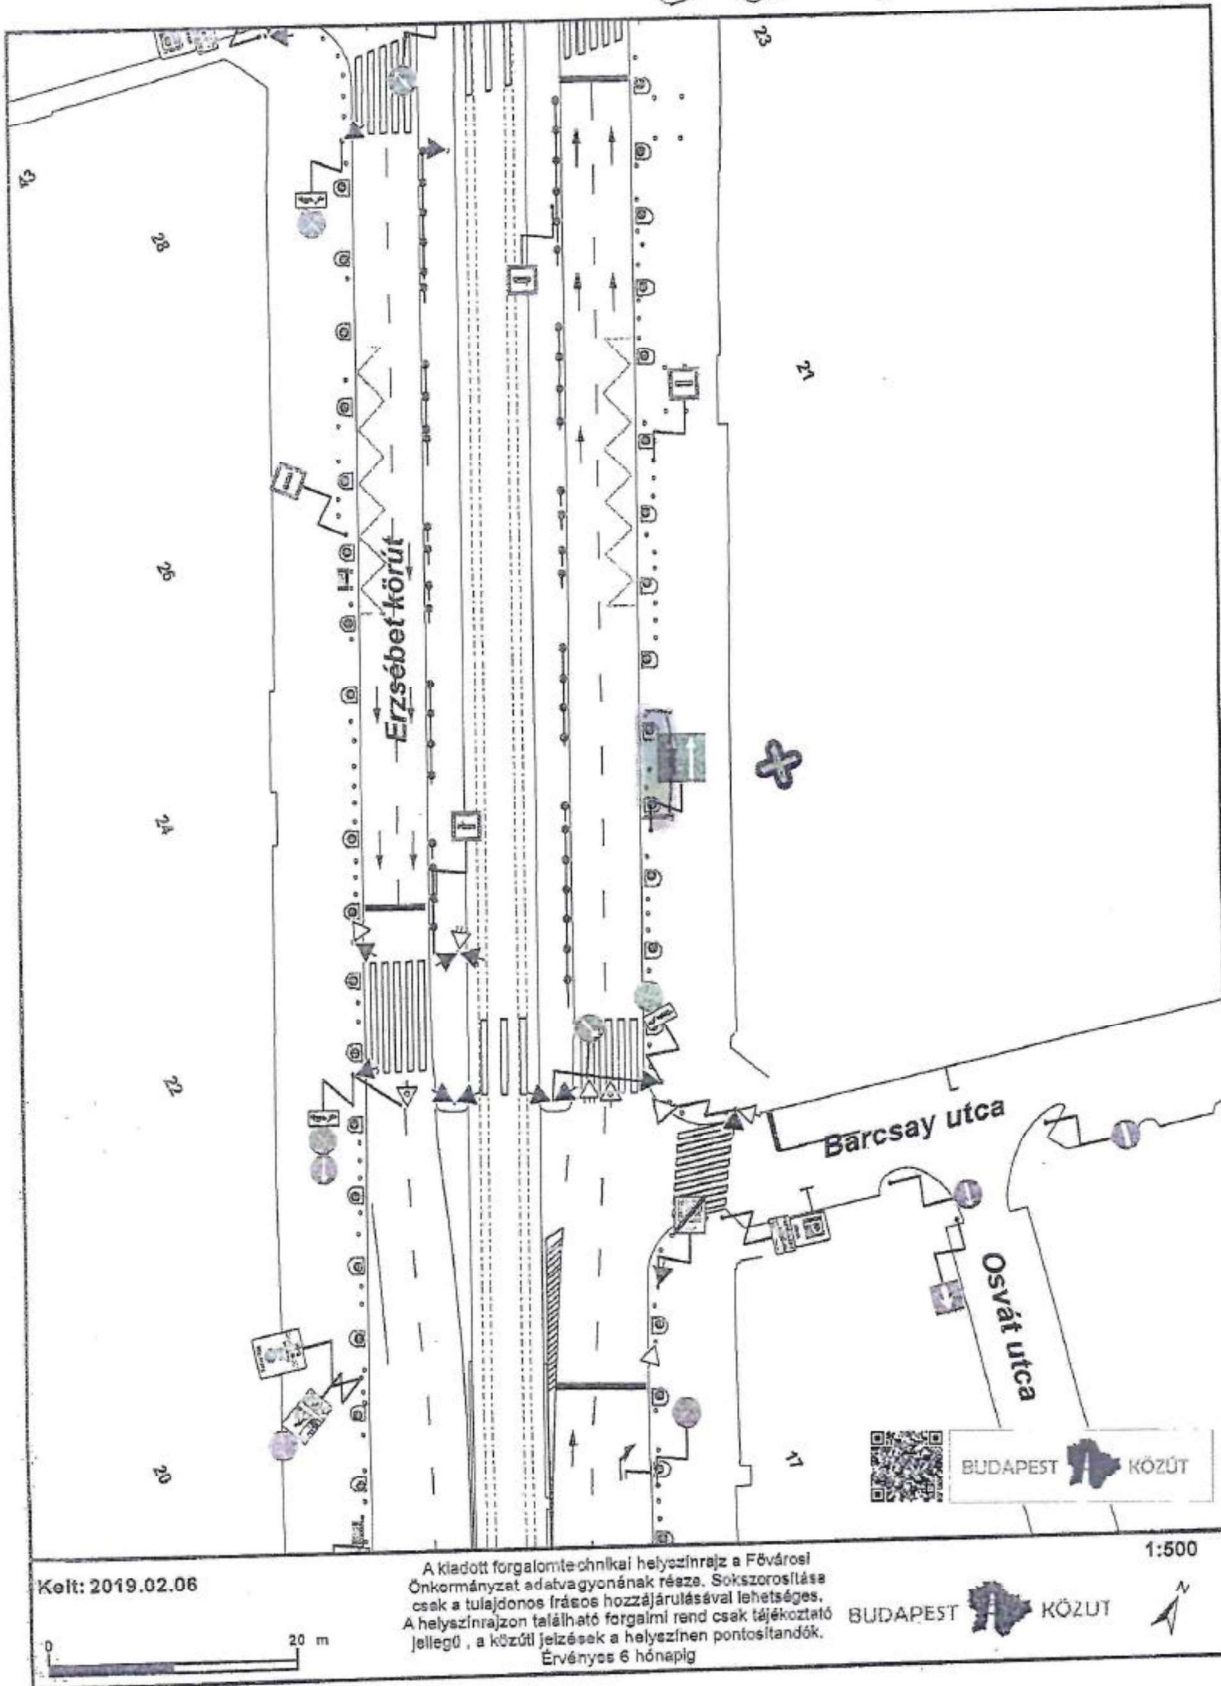 23
28
21
26
Erzsébet körút
24
22
Barcsay utca
Osvát utca
20
17
BUDAPEST KÖZÚT
1:500
Kelt: 2019.02.06
A kiadott forgalomtechnikai helyszínrajz a Fővárosi
Önkormányzat adatvagyonának része. Sokszorosítása
csak a tulajdonos írásos hozzájárulásával lehetséges.
A helyszínrajzon található forgalmi rend csak tájékoztató
jellegű , a közúti jelzések a helyszínen pontosítandók.
Érvényes 6 hónapig
BUDAPEST KÖZÚT
N
0 20 m